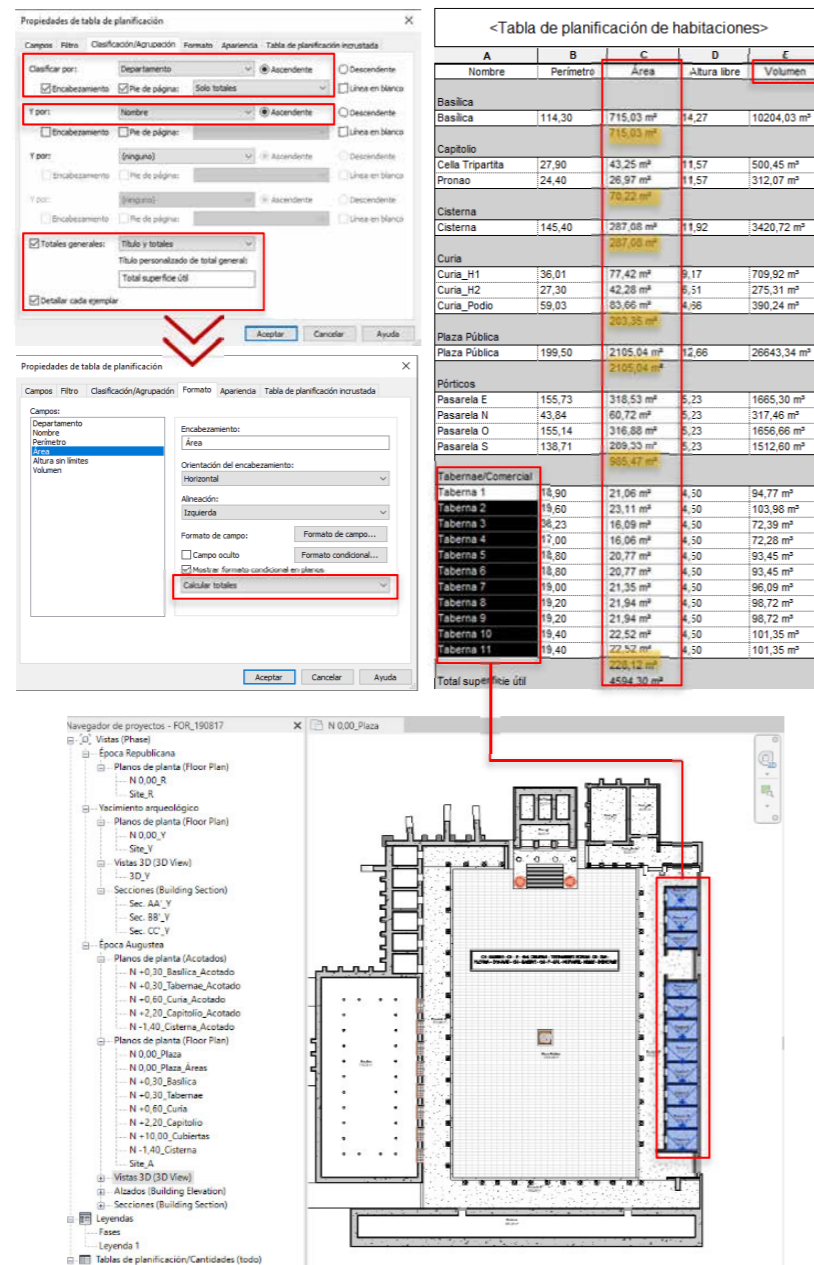 Propiedades de tabla de planificación
Campos Filtro Clasificación/Agrupación Formato Apariencia Tabla de planificación incrustada
Clasificar por: Departamento Ascendente Descendente
Encabezamiento Pie de página: Solo totales Línea en blanco
Y por: Nombre Ascendente Descendente
Encabezamiento Pie de página: Línea en blanco
Y por: (ninguno) Ascendente Descendente
Encabezamiento Pie de página: Línea en blanco
Y por: (ninguno) Ascendente Descendente
Encabezamiento Pie de página: Línea en blanco
Totales generales: Título y totales
Título personalizado de total general:
Total superficie útil
Detallar cada ejemplar
Aceptar Cancelar Ayuda
Propiedades de tabla de planificación
Campos Filtro Clasificación/Agrupación Formato Apariencia Tabla de planificación incrustada
Campos:
Departamento
Nombre
Perímetro
Área
Altura sin límites
Volumen
Encabezamiento:
Área
Orientación del encabezamiento:
Horizontal
Alineación:
Izquierda
Formato de campo: Formato de campo...
Campo oculto Formato condicional...
Mostrar formato condicional en planos
Calcular totales
Aceptar Cancelar Ayuda
<Tabla de planificación de habitaciones>
A B C D E
Nombre Perímetro Área Altura libre Volumen
Basílica
Basílica 114,30 715,03 m² 14,27 10204,03 m³
715,03 m²
Capitolio
Cella Tripartita 27,90 43,25 m² 11,57 500,45 m³
Pronao 24,40 26,97 m² 11,57 312,07 m³
70,22 m²
Cisterna
Cisterna 145,40 287,08 m² 11,92 3420,72 m³
287,08 m²
Curia
Curia_H1 36,01 77,42 m² 9,17 709,92 m³
Curia_H2 27,30 42,28 m² 6,51 275,31 m³
Curia_Podio 59,03 83,66 m² 4,66 390,24 m³
203,35 m²
Plaza Pública
Plaza Pública 199,50 2105,04 m² 12,66 26643,34 m³
2105,04 m²
Pórticos
Pasarela E 155,73 318,53 m² 5,23 1665,30 m³
Pasarela N 43,84 60,72 m² 5,23 317,46 m³
Pasarela O 155,14 316,88 m² 5,23 1656,66 m³
Pasarela S 138,71 289,33 m² 5,23 1512,60 m³
985,47 m²
Tabernae/Comercial
Taberna 1 18,90 21,06 m² 4,50 94,77 m³
Taberna 2 19,60 23,11 m² 4,50 103,98 m³
Taberna 3 36,23 16,09 m² 4,50 72,39 m³
Taberna 4 17,00 16,06 m² 4,50 72,28 m³
Taberna 5 18,80 20,77 m² 4,50 93,45 m³
Taberna 6 18,80 20,77 m² 4,50 93,45 m³
Taberna 7 19,00 21,35 m² 4,50 96,09 m³
Taberna 8 19,20 21,94 m² 4,50 98,72 m³
Taberna 9 19,20 21,94 m² 4,50 98,72 m³
Taberna 10 19,40 22,52 m² 4,50 101,35 m³
Taberna 11 19,40 22,52 m² 4,50 101,35 m³
228,12 m²
Total superficie útil 4594,30 m²
Navegador de proyectos - FOR_190817
Vistas (Phase)
Época Republicana
Planos de planta (Floor Plan)
N 0,00_R
Site_R
Yacimiento arqueológico
Planos de planta (Floor Plan)
N 0,00_Y
Site_Y
Vistas 3D (3D View)
3D_Y
Secciones (Building Section)
Sec. AA'_Y
Sec. BB'_Y
Sec. CC'_Y
Época Augustea
Planos de planta (Acotados)
N +0,30_Basílica_Acotado
N +0,30_Tabernae_Acotado
N +0,60_Curia_Acotado
N +2,20_Capitolio_Acotado
N -1,40_Cisterna_Acotado
Planos de planta (Floor Plan)
N 0,00_Plaza
N 0,00_Plaza_Áreas
N +0,30_Basílica
N +0,30_Tabernae
N +0,60_Curia
N +2,20_Capitolio
N +10,00_Cubiertas
N -1,40_Cisterna
Site_A
Vistas 3D (3D View)
Alzados (Building Elevation)
Secciones (Building Section)
Leyendas
Fases
Leyenda 1
Tablas de planificación/Cantidades (todo)
N 0,00_Plaza